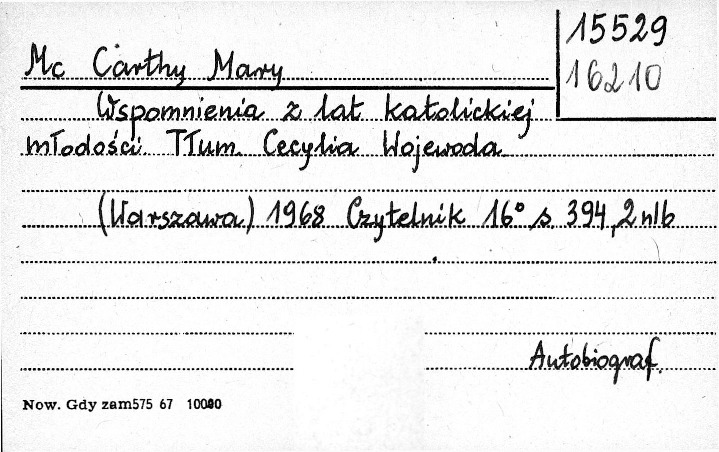 15529
Mc Carthy Mary
16210
Wspomnienia z lat katolickiej
młodości Tłum. Cecylia Wojewoda
(Warszawa) 1968 Czytelnik 16° s. 394, 2 nlb
Autobiograf.
Now. Gdy zam575 67 10000